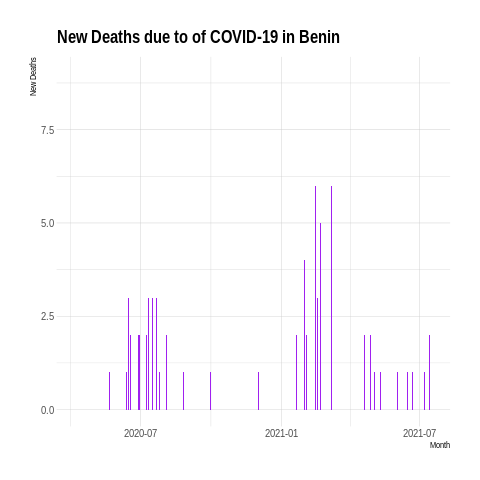 New Deaths due to of COVID-19 in Benin
New Deaths
7.5
5.0
2.5
0.0
2020-07 2021-01 2021-07
Month